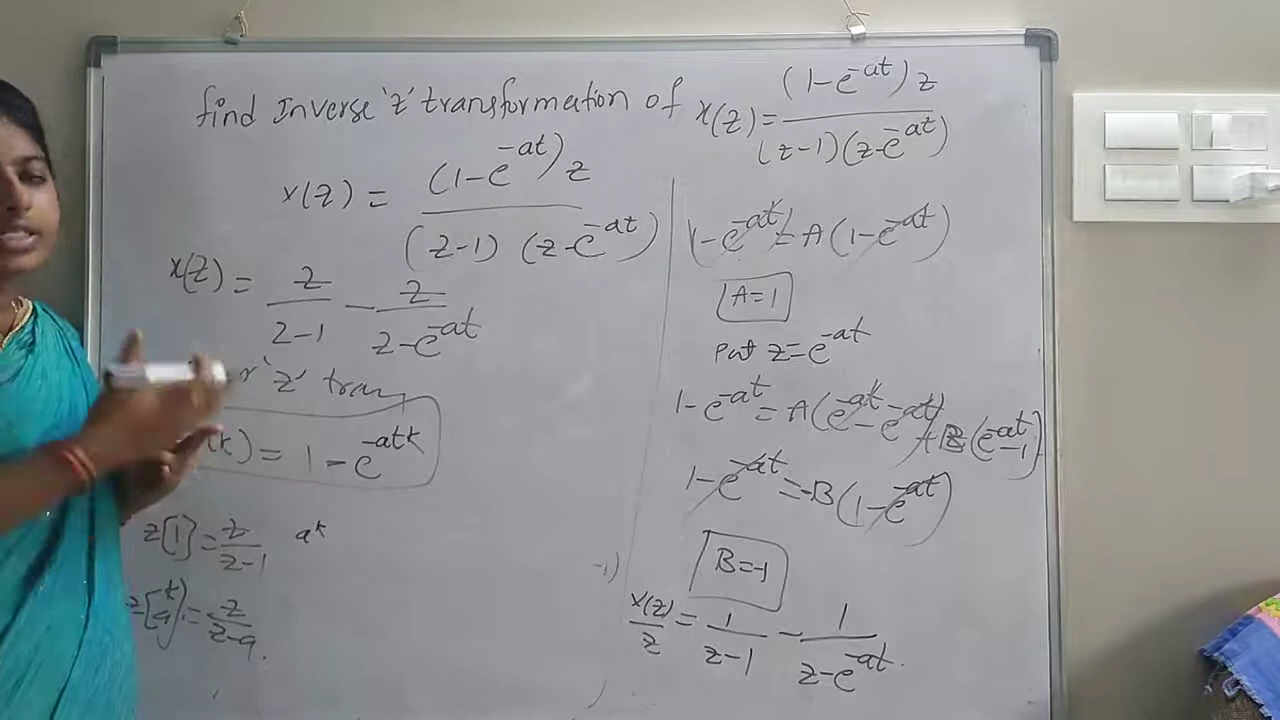 find Inverse 'z' transformation of x(z) = (1-e^-at) z / (z-1)(z-e^-at)
x(z) = (1-e^-at) z / (z-1) (z-e^-at)
x(z) = z / z-1 - z / z-e^-at
'z' tran
(k) = 1 - e^-atk
z[1] = z / z-1 a^k
z[a^k] = z / z-a.
1-e^-at = A(1-e^-at)
A=1
Put z = e^-at
1-e^-at = A(e^-at - e^-at) + B(e^-at - 1)
1-e^-at = -B(1-e^-at)
B=-1
-1)
x(z) / z = 1 / z-1 - 1 / z-e^-at.